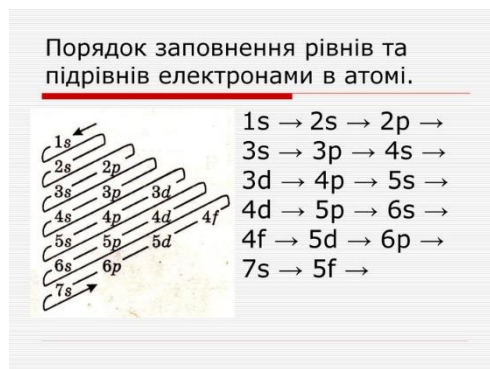 Порядок заповнення рівнів та
підрівнів електронами в атомі.
1s
2s 2p
3s 3p 3d
4s 4p 4d 4f
5s 5p 5d
6s 6p
7s
1s → 2s → 2p →
3s → 3p → 4s →
3d → 4p → 5s →
4d → 5p → 6s →
4f → 5d → 6p →
7s → 5f →